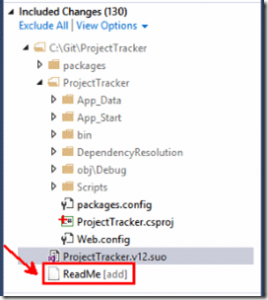 Included Changes (130)
Exclude All | View Options
C:\Git\ProjectTracker
packages
ProjectTracker
App_Data
App_Start
bin
DependencyResolution
obj\Debug
Scripts
packages.config
ProjectTracker.csproj
Web.config
ProjectTracker.v12.suo
ReadMe [add]